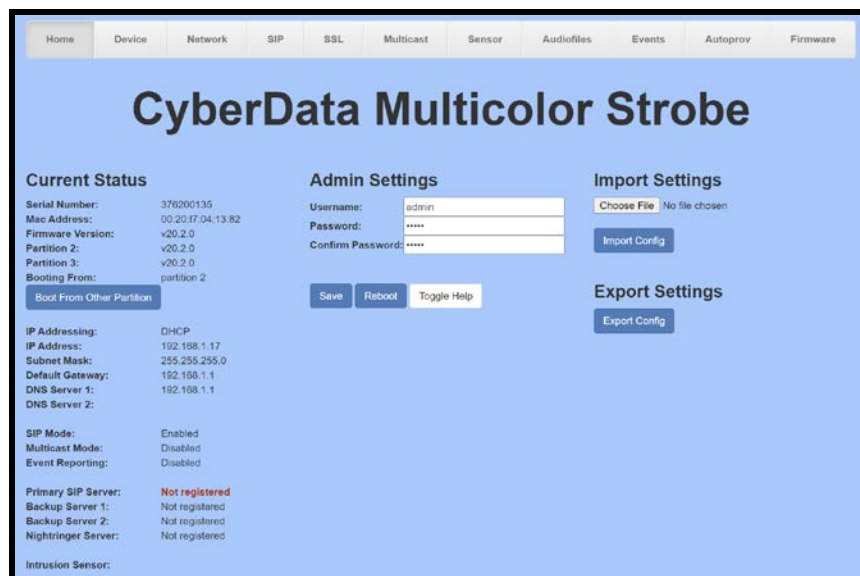 Home Device Network SIP SSL Multicast Sensor Audiofiles Events Autoprov Firmware
CyberData Multicolor Strobe
Current Status
Serial Number: 376200135
Mac Address: 00:20:f7:04:13:82
Firmware Version: v20.2.0
Partition 2: v20.2.0
Partition 3: v20.2.0
Booting From: partition 2
Boot From Other Partition
IP Addressing: DHCP
IP Address: 192.168.1.17
Subnet Mask: 255.255.255.0
Default Gateway: 192.168.1.1
DNS Server 1: 192.168.1.1
DNS Server 2:
SIP Mode: Enabled
Multicast Mode: Disabled
Event Reporting: Disabled
Primary SIP Server: Not registered
Backup Server 1: Not registered
Backup Server 2: Not registered
Nightringer Server: Not registered
Intrusion Sensor:
Admin Settings
Username: admin
Password: •••••
Confirm Password: •••••
Save Reboot Toggle Help
Import Settings
Choose File No file chosen
Import Config
Export Settings
Export Config